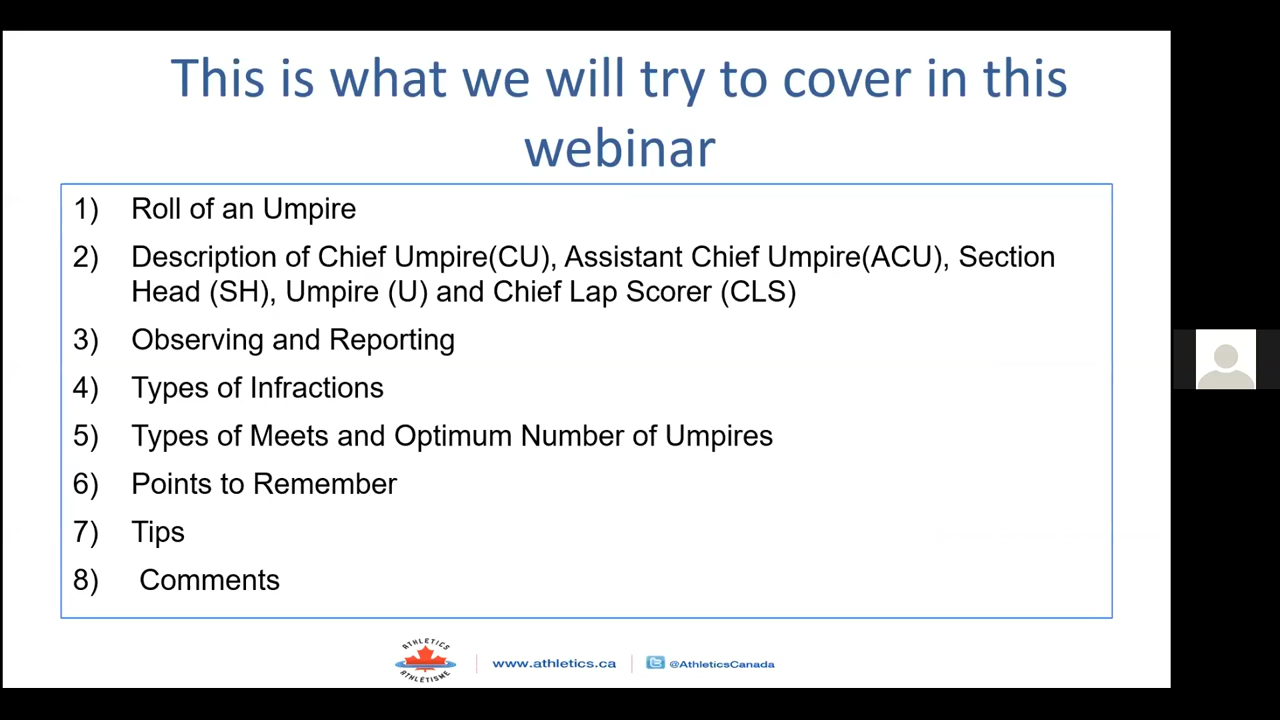 This is what we will try to cover in this
webinar
1) Roll of an Umpire
2) Description of Chief Umpire(CU), Assistant Chief Umpire(ACU), Section
Head (SH), Umpire (U) and Chief Lap Scorer (CLS)
3) Observing and Reporting
4) Types of Infractions
5) Types of Meets and Optimum Number of Umpires
6) Points to Remember
7) Tips
8) Comments
ATHLETICS
ATHLÉTISME
www.athletics.ca
@AthleticsCanada